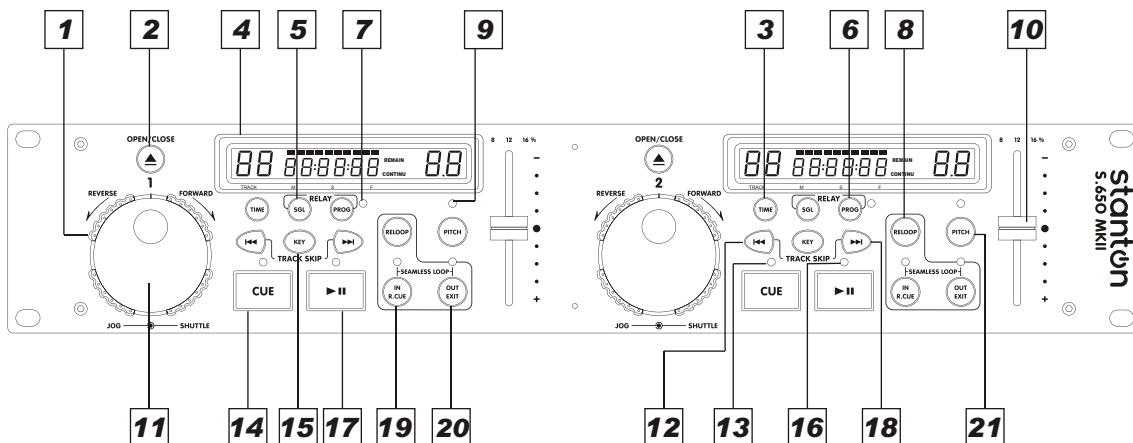 1 2 4 5 7 9 3 6 8 10
OPEN/CLOSE
1
REVERSE FORWARD
88 88:88:88 8.8
REMAIN
CONTINU
TRACK M S F
RELAY
TIME SGL PROG
KEY
TRACK SKIP
RELOOP PITCH
SEAMLESS LOOP
CUE
IN
R.CUE
OUT
EXIT
JOG SHUTTLE
8 12 16 %
−
+
OPEN/CLOSE
2
REVERSE FORWARD
88 88:88:88 8.8
REMAIN
CONTINU
TRACK M S F
RELAY
TIME SGL PROG
KEY
TRACK SKIP
RELOOP PITCH
SEAMLESS LOOP
CUE
IN
R.CUE
OUT
EXIT
JOG SHUTTLE
8 12 16 %
−
+
stanton
S.650 MKII
11 14 15 17 19 20 12 13 16 18 21